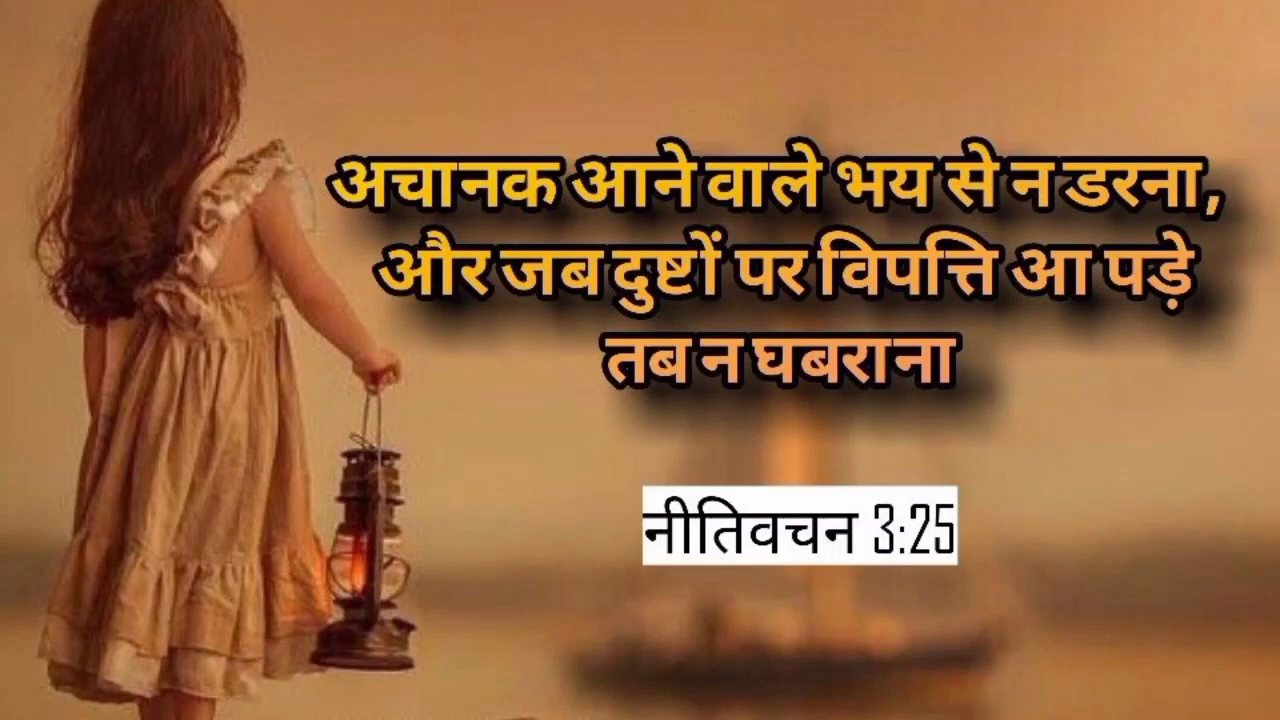 अचानक आने वाले भय से न डरना,
और जब दुष्टों पर विपत्ति आ पड़े
तब न घबराना
नीतिवचन 3:25